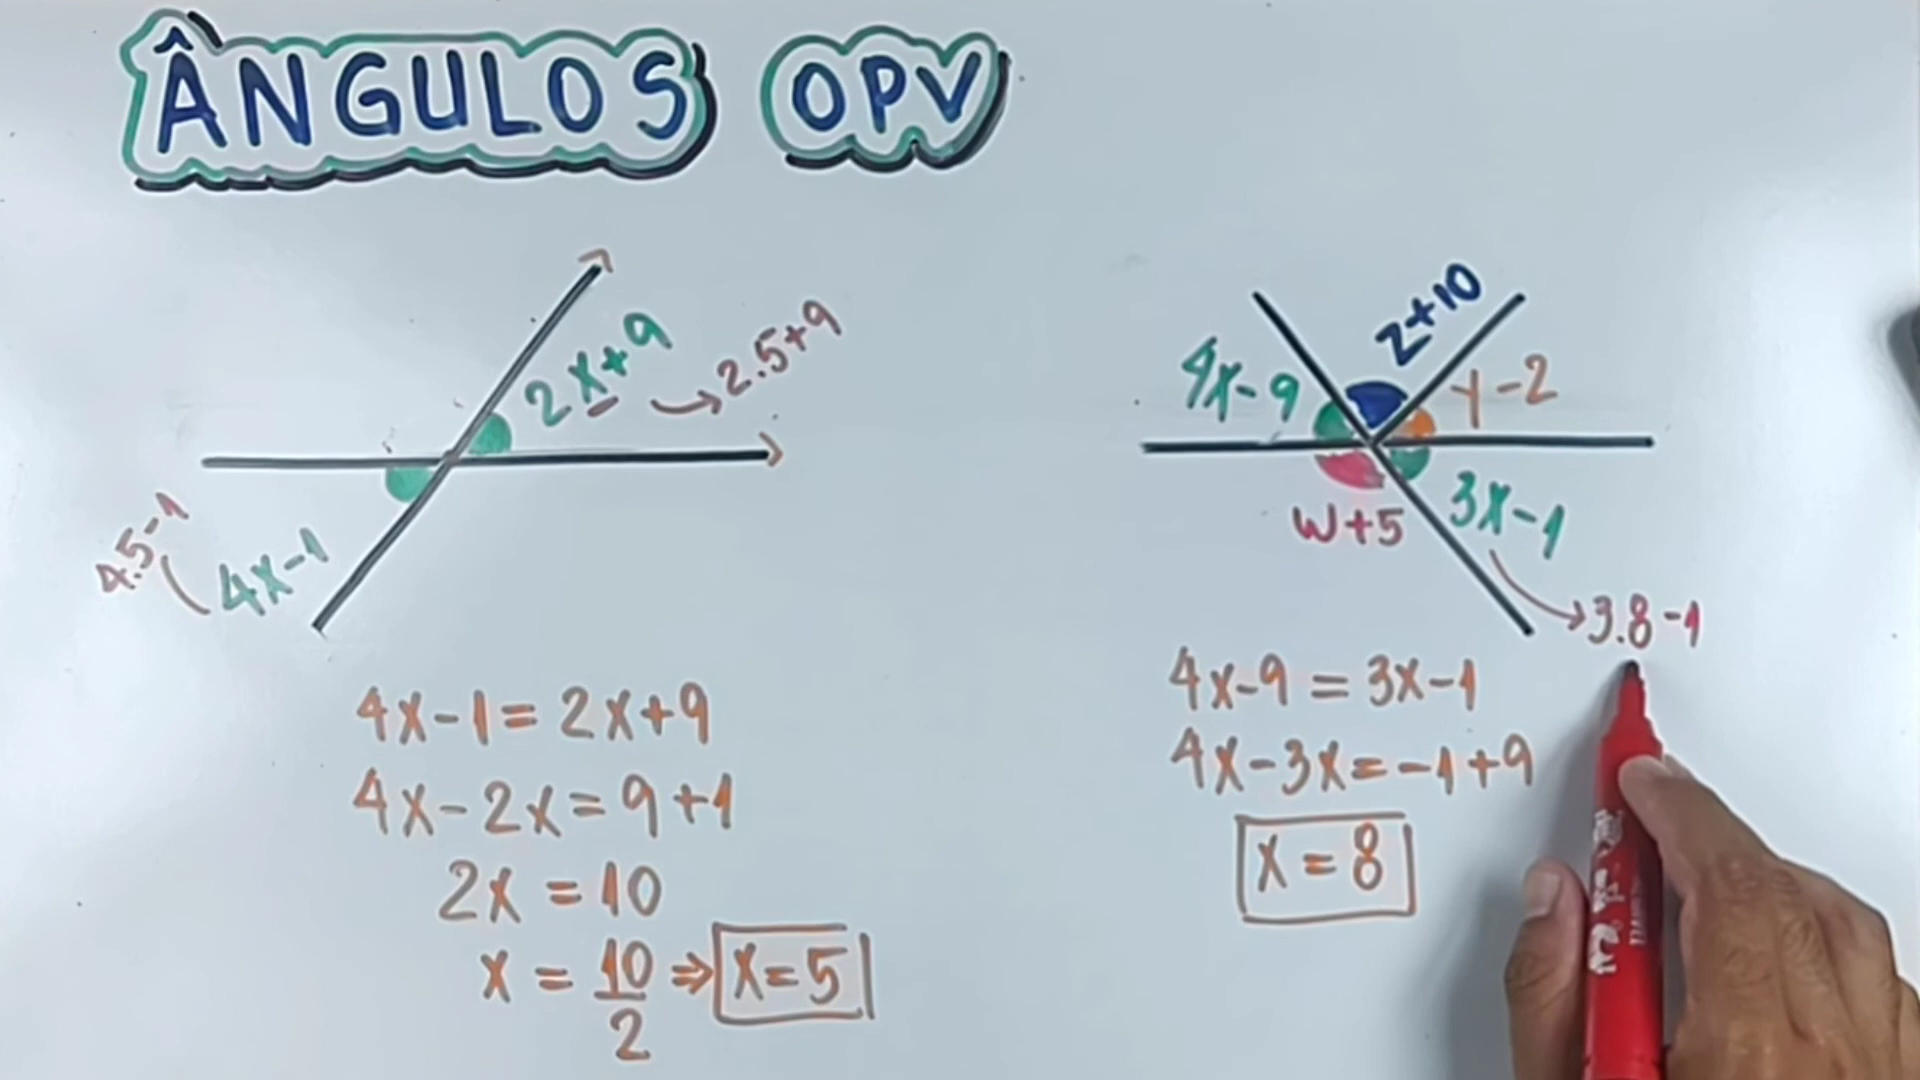 ÂNGULOS OPV
2x+9
2.5+9
4.5-1
4x-1
4x-1=2x+9
4x-2x=9+1
2x=10
x=10/2⇒x=5
z+10
4x-9
y-2
w+5
3x-1
3.8-1
4x-9=3x-1
4x-3x=-1+9
x=8